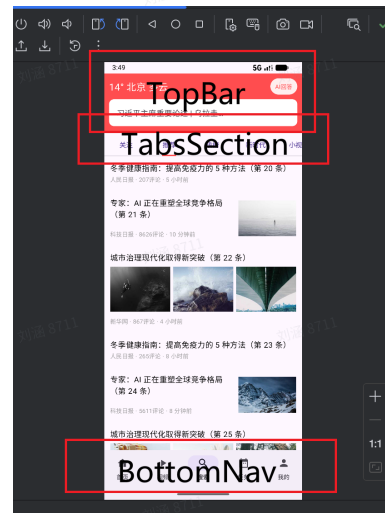 3:49
5G
14° 北京 多云
AI问答
TopBar
TabsSection
关注
小视
冬季健康指南：提高免疫力的 5 种方法（第 20 条）
人民日报 · 207评论 · 5 小时前
专家：AI 正在重塑全球竞争格局
（第 21 条）
科技日报 · 8626评论 · 10 分钟前
城市治理现代化取得新突破（第 22 条）
新华网 · 867评论 · 4 小时前
冬季健康指南：提高免疫力的 5 种方法（第 23 条）
人民日报 · 265评论 · 8 小时前
专家：AI 正在重塑全球竞争格局
（第 24 条）
科技日报 · 5611评论 · 8 分钟前
城市治理现代化取得新突破（第 25 条）
BottomNav
我的
1:1